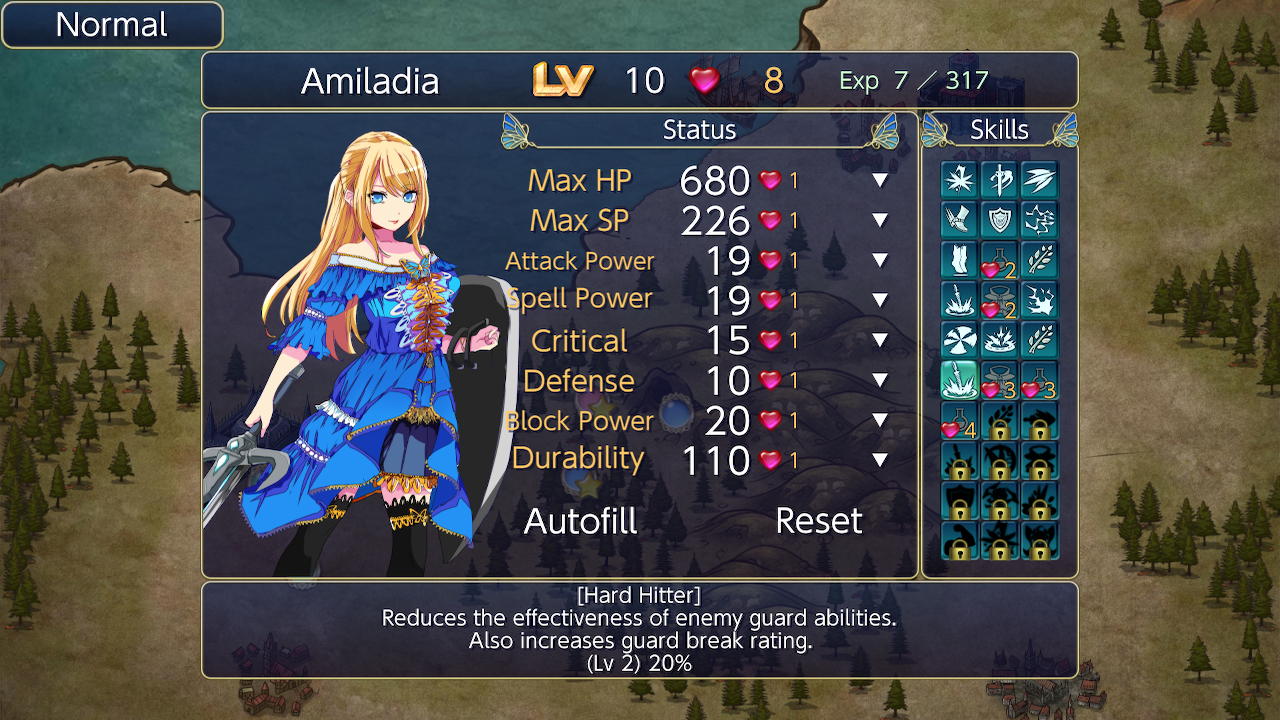 Normal
Amiladia LV 10 8 Exp 7 / 317
Status
Skills
Max HP 680 1
Max SP 226 1
Attack Power 19 1
Spell Power 19 1
Critical 15 1
Defense 10 1
Block Power 20 1
Durability 110 1
Autofill Reset
2
2
3 3
4
[Hard Hitter]
Reduces the effectiveness of enemy guard abilities.
Also increases guard break rating.
(Lv 2) 20%